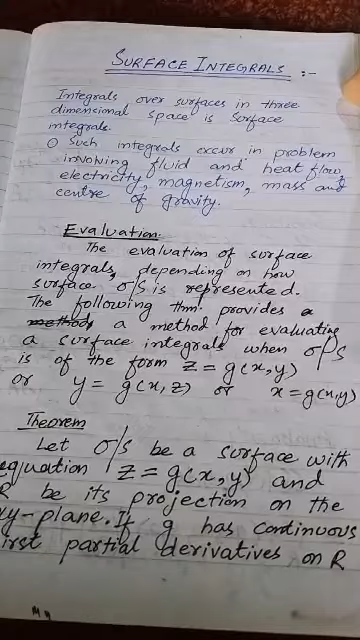 SURFACE INTEGRALS :-
Integrals over surfaces in three
dimensional space is Surface
integrals.
Such integrals occur in problem
involving fluid and heat flow,
electricity, magnetism, mass and
centre of gravity.
Evaluation.
The evaluation of surface
integrals, depending on how
surface σ/S is represented.
The following thm. provides a
method, a method for evaluating
a surface integrals when σ/S
is of the form z = g(x,y)
or y = g(x,z) or x = g(x,y)
Theorem
Let σ/S be a surface with
equation z = g(x,y) and
R be its projection on the
xy-plane. If g has continuous
first partial derivatives on R